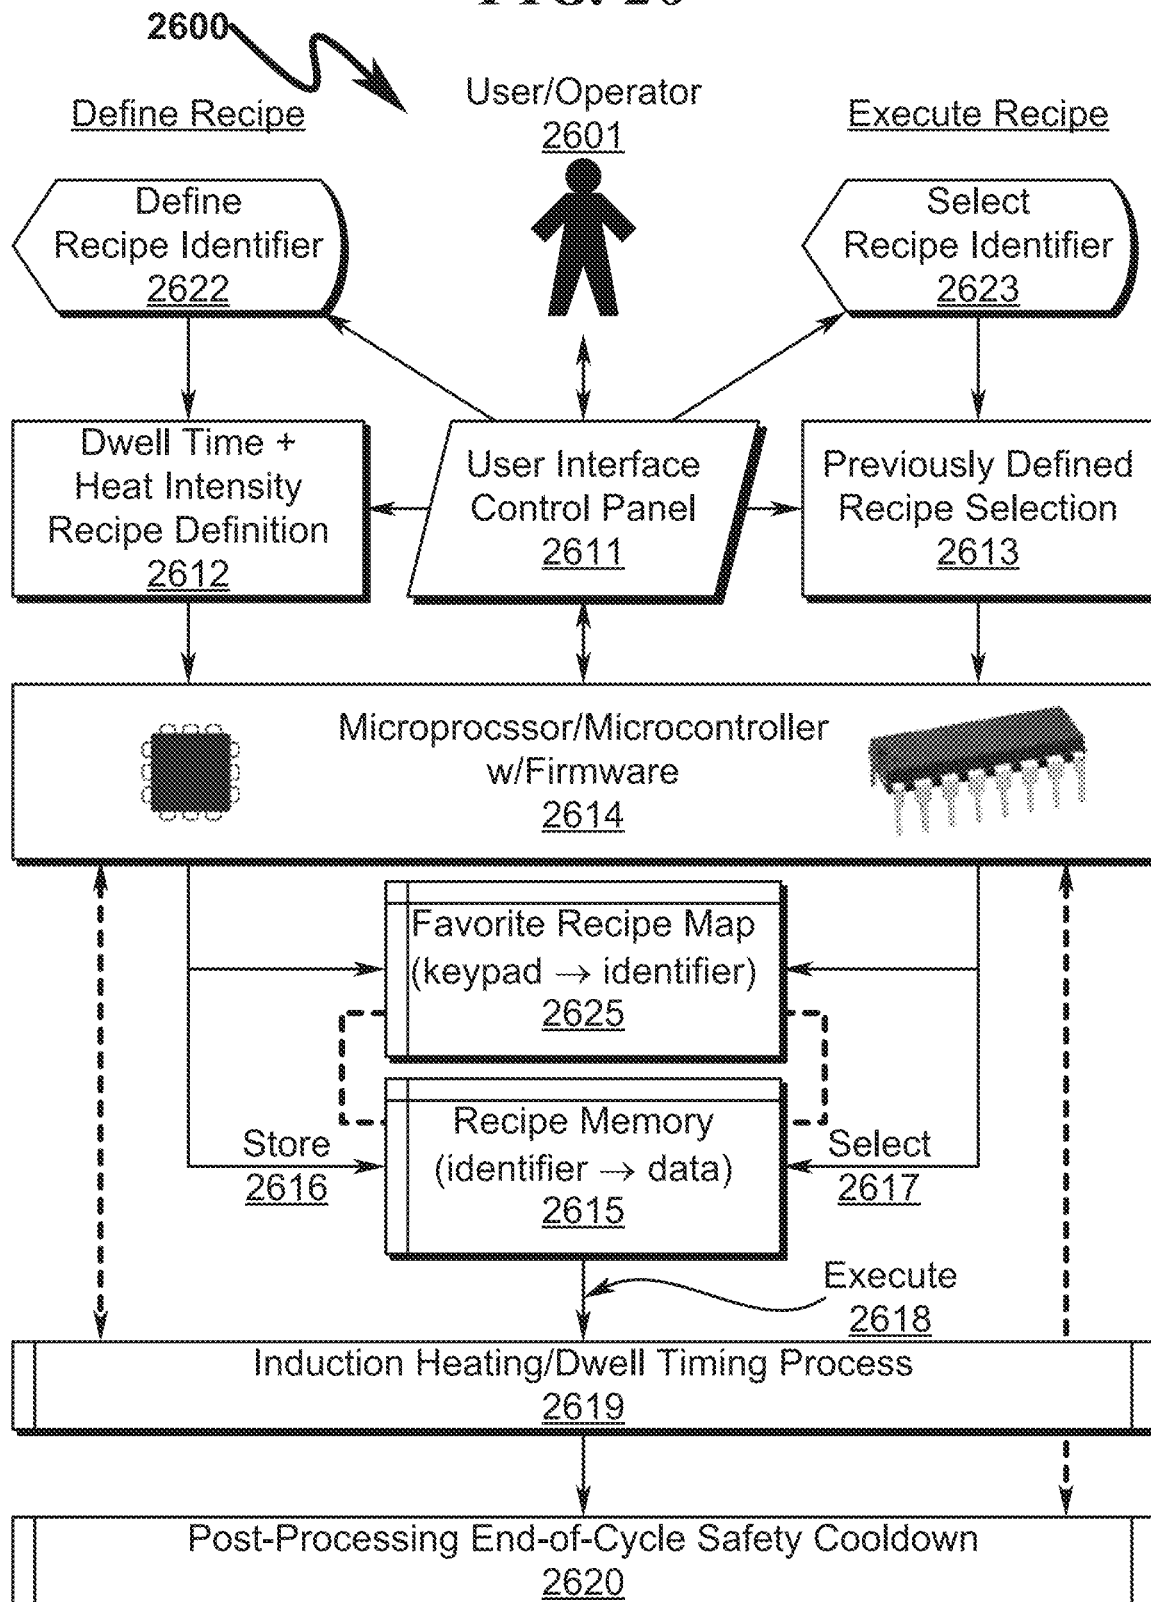 FIG. 26
2600
Define Recipe
User/Operator
2601
Execute Recipe
Define
Recipe Identifier
2622
Select
Recipe Identifier
2623
Dwell Time +
Heat Intensity
Recipe Definition
2612
User Interface
Control Panel
2611
Previously Defined
Recipe Selection
2613
Microprocssor/Microcontroller
w/Firmware
2614
Favorite Recipe Map
(keypad → identifier)
2625
Recipe Memory
(identifier → data)
2615
Store
2616
Select
2617
Execute
2618
Induction Heating/Dwell Timing Process
2619
Post-Processing End-of-Cycle Safety Cooldown
2620